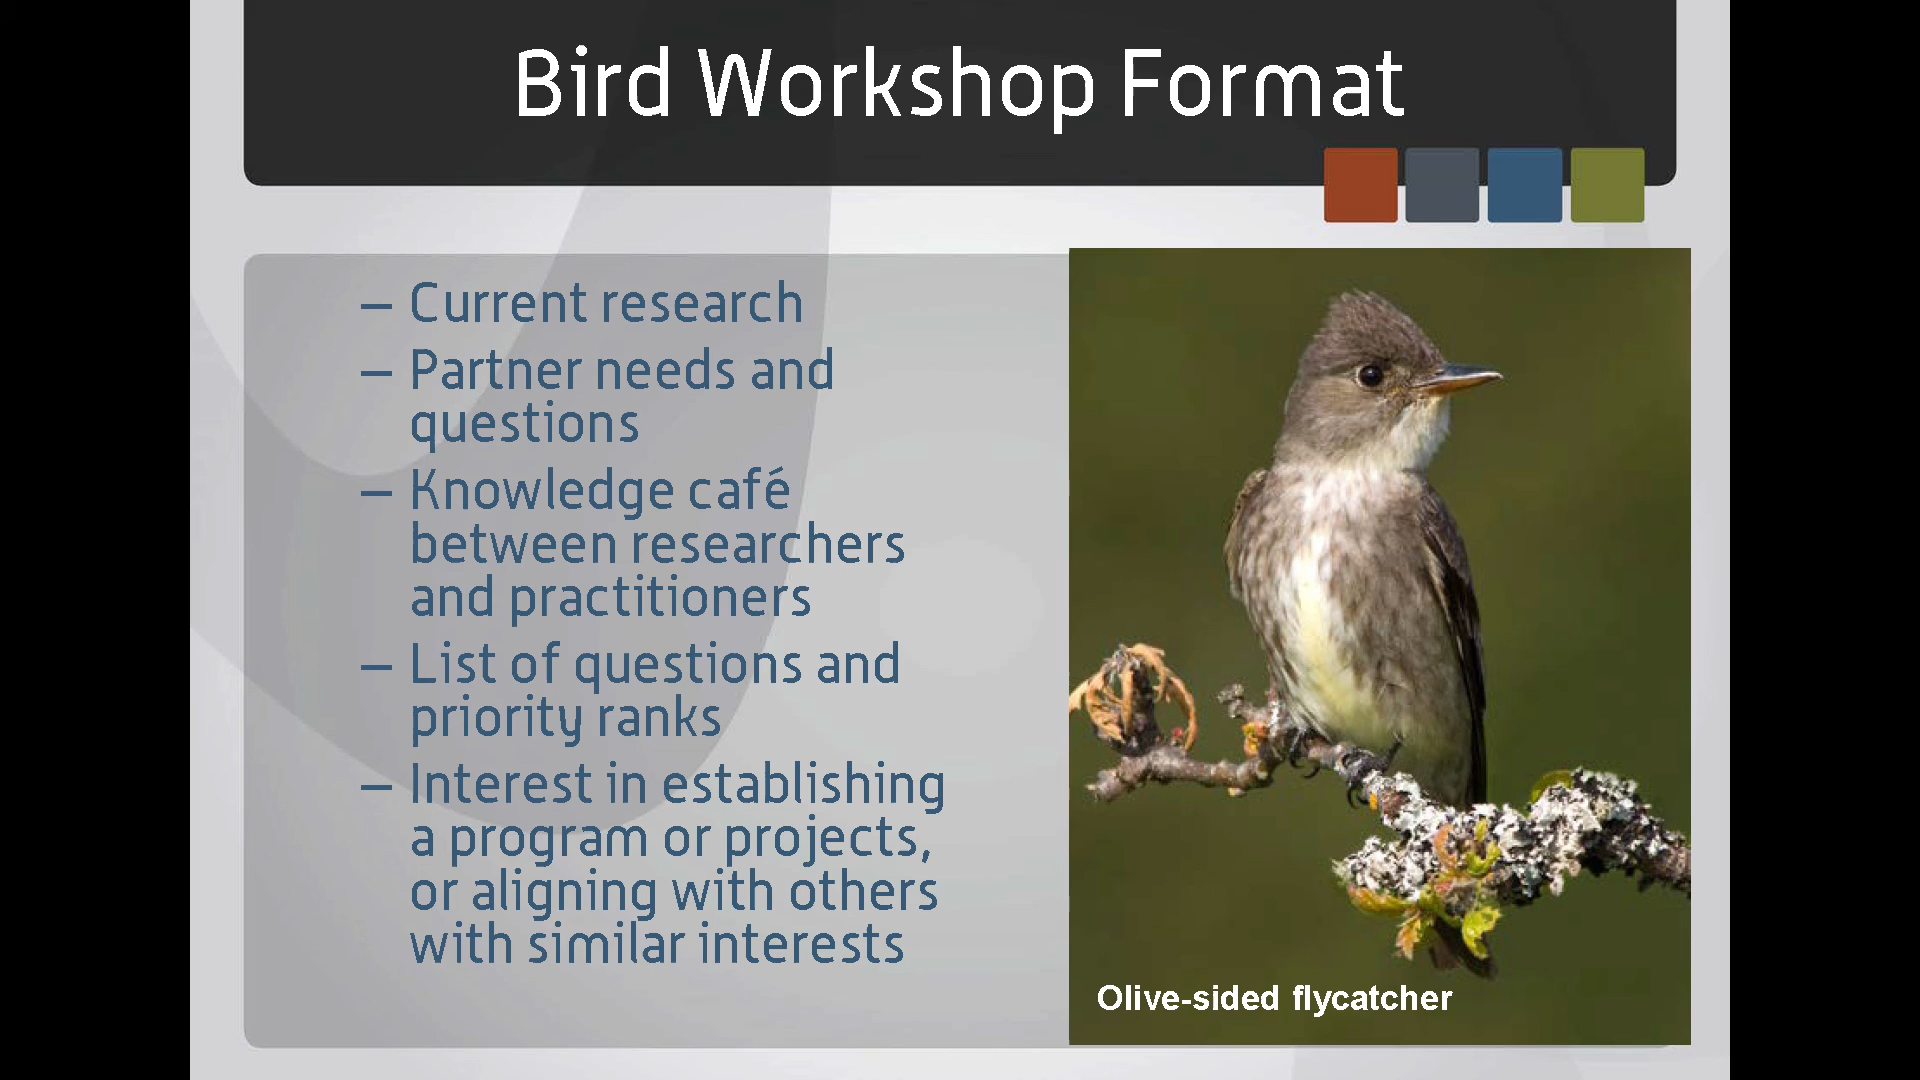 Bird Workshop Format
– Current research
– Partner needs and
questions
– Knowledge café
between researchers
and practitioners
– List of questions and
priority ranks
– Interest in establishing
a program or projects,
or aligning with others
with similar interests
Olive-sided flycatcher